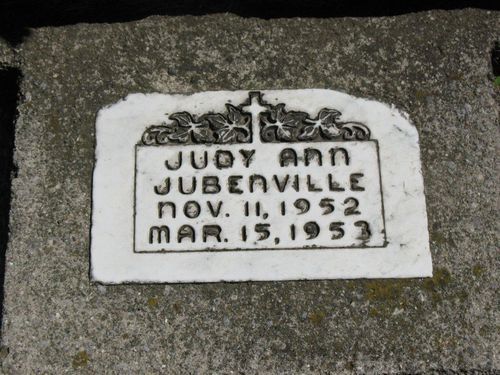 JUDY ANN
JUBENVILLE
NOV. 11, 1952
MAR. 15, 1953